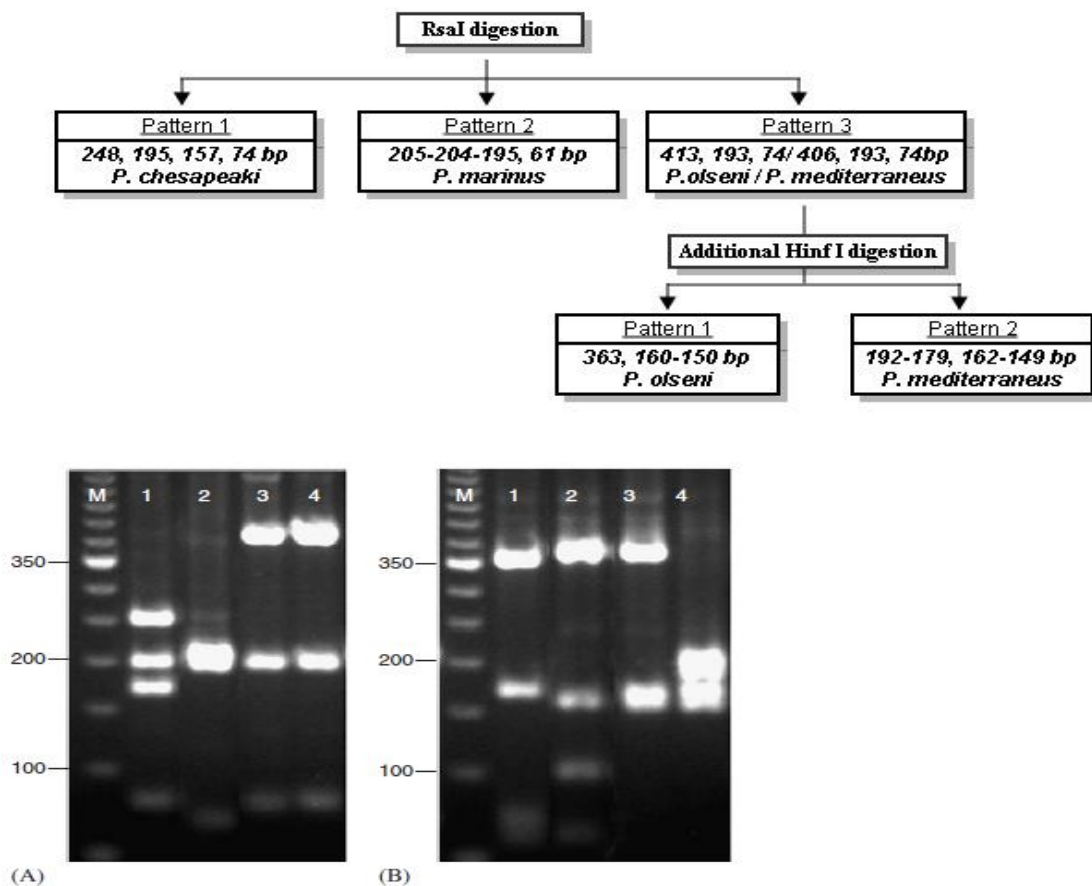 RsaI digestion
Pattern 1
248, 195, 157, 74 bp
P. chesapeaki
Pattern 2
205-204-195, 61 bp
P. marinus
Pattern 3
413, 193, 74/ 406, 193, 74bp
P.olseni / P. mediterraneus
Additional Hinf I digestion
Pattern 1
363, 160-150 bp
P. olseni
Pattern 2
192-179, 162-149 bp
P. mediterraneus
M 1 2 3 4
350
200
100
(A)
M 1 2 3 4
350
200
100
(B)